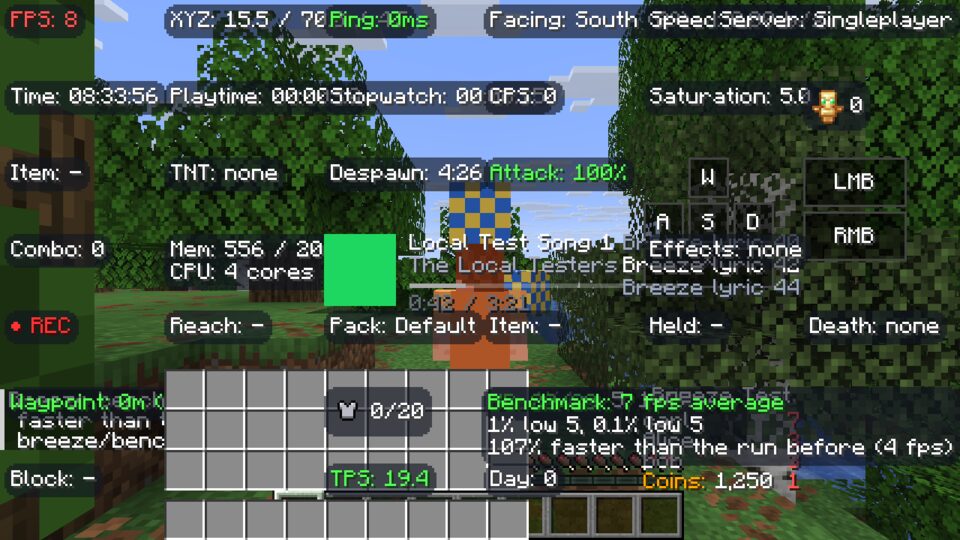 FPS: 8
XYZ: 15.5 / 70
Ping: 0ms
Facing: South
Speed
Server: Singleplayer
Time: 08:33:56
Playtime: 00:00
Stopwatch: 00
CPS: 0
Saturation: 5.0
0
Item: -
TNT: none
Despawn: 4:26
Attack: 100%
W
LMB
A S D
RMB
Combo: 0
Mem: 556 / 20
CPU: 4 cores
Local Test Song 1
The Local Testers
0:42 / 3:21
Effects: none
Breeze lyric 42
Breeze lyric 44
● REC
Reach: -
Pack: Default
Item: -
Held: -
Death: none
Waypoint: 0m
faster than
breeze/benc
0/20
Benchmark: 7 fps average
1% low 5, 0.1% low 5
107% faster than the run before (4 fps)
Block: -
TPS: 19.4
Day: 0
Coins: 1,250
1